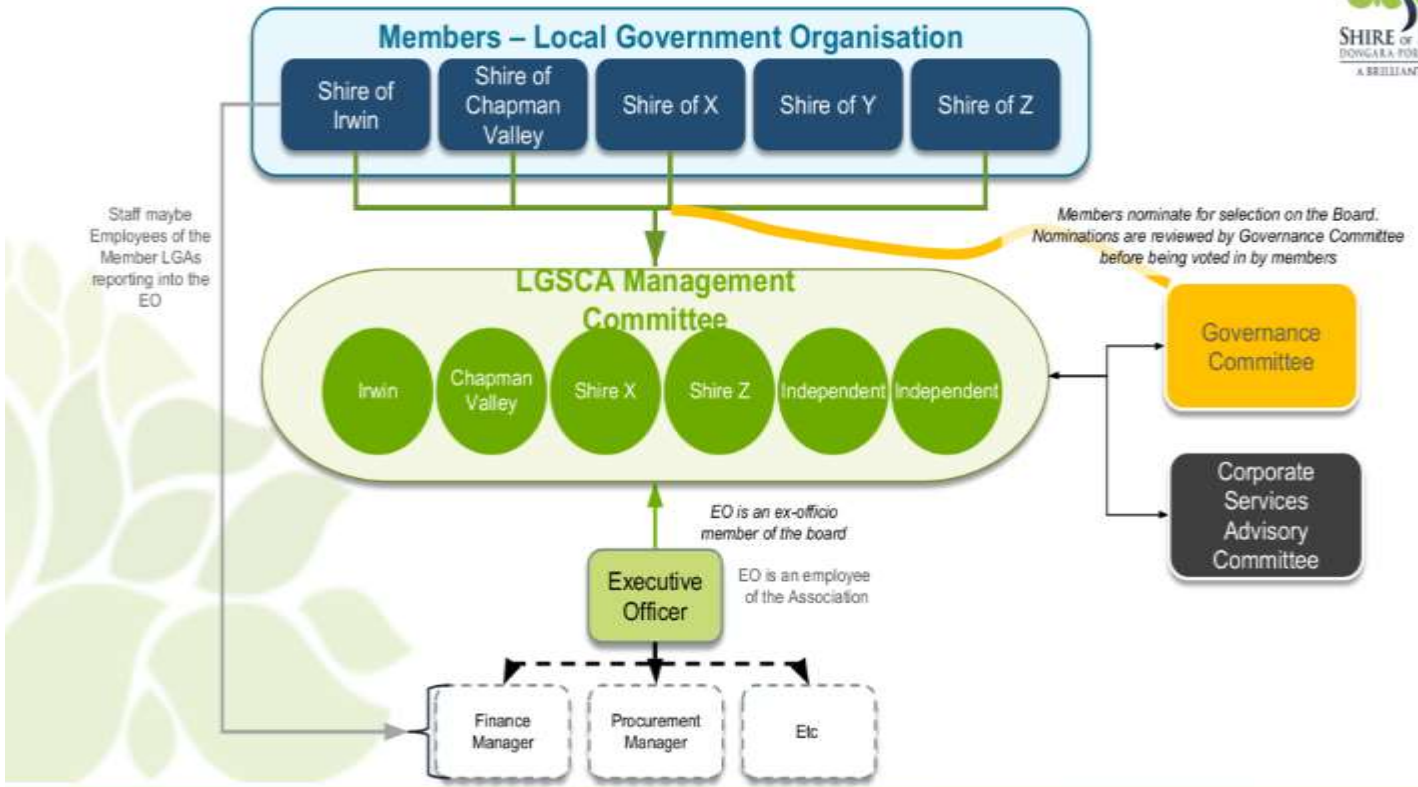 Members – Local Government Organisation
SHIRE OF
DONGARA POR
A BRILLIANT
Shire of
Irwin
Shire of
Chapman
Valley
Shire of X
Shire of Y
Shire of Z
Staff maybe
Employees of the
Member LGAs
reporting into the
EO
Members nominate for selection on the Board.
Nominations are reviewed by Governance Committee
before being voted in by members
LGSCA Management
Committee
Irwin
Chapman
Valley
Shire X
Shire Z
Independent
Independent
Governance
Committee
Corporate
Services
Advisory
Committee
EO is an ex-officio
member of the board
Executive
Officer
EO is an employee
of the Association
Finance
Manager
Procurement
Manager
Etc